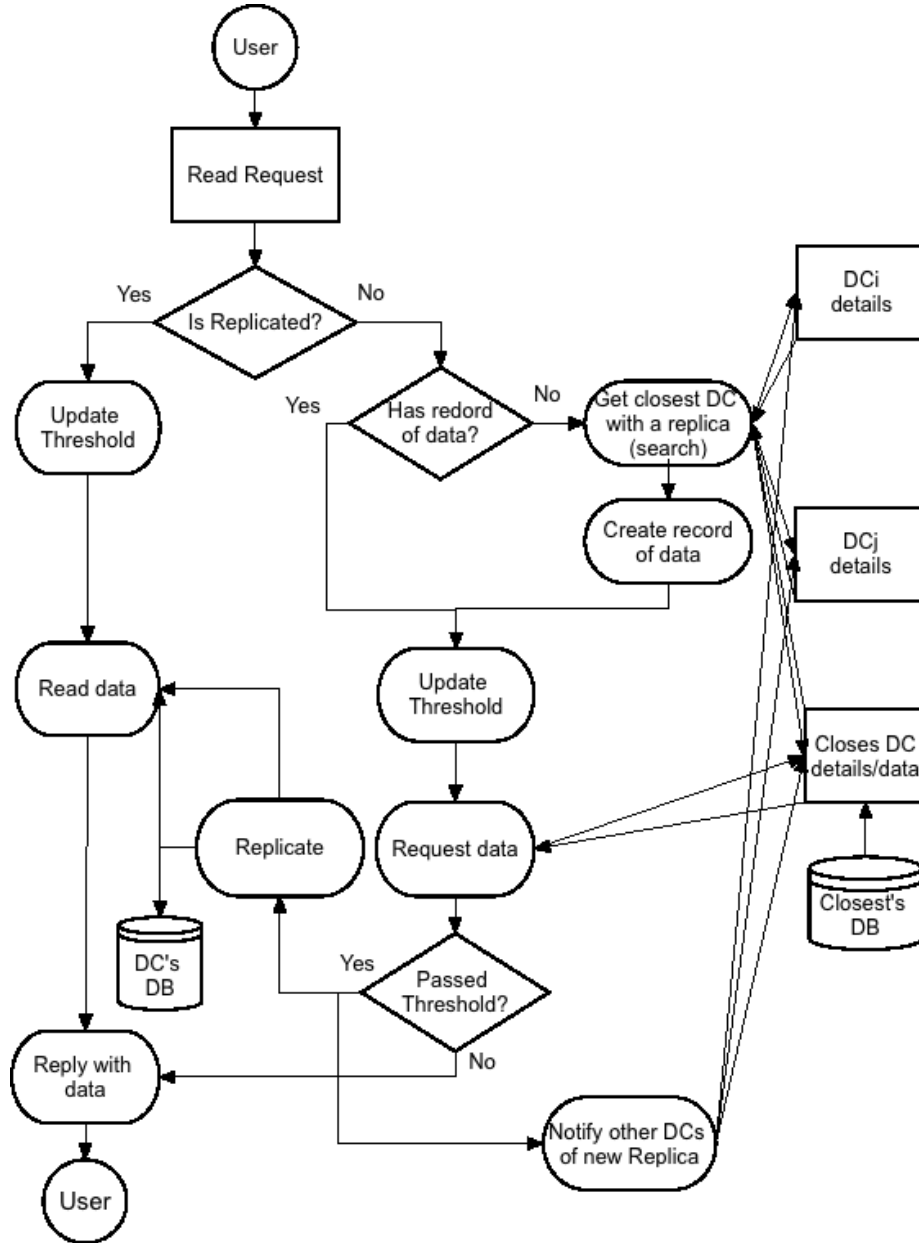 User
Read Request
Yes
No
Is Replicated?
DCi
details
Update
Threshold
Yes
Has redord
of data?
No
Get closest DC
with a replica
(search)
Create record
of data
DCj
details
Read data
Update
Threshold
Closes DC
details/data
Replicate
Request data
Closest's
DB
DC's
DB
Yes
Passed
Threshold?
No
Reply with
data
Notify other DCs
of new Replica
User